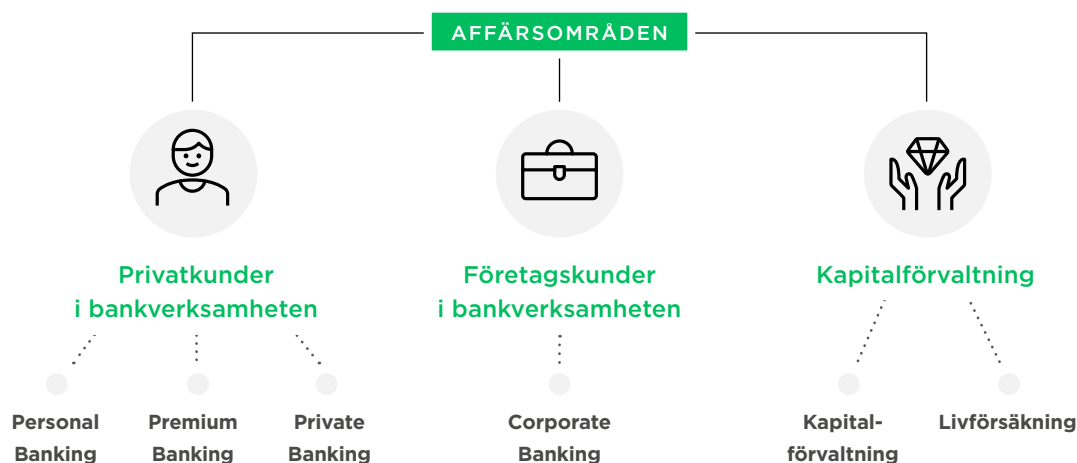 AFFÄRSOMRÅDEN
Privatkunder
i bankverksamheten
Företagskunder
i bankverksamheten
Kapitalförvaltning
Personal
Banking
Premium
Banking
Private
Banking
Corporate
Banking
Kapital-
förvaltning
Livförsäkning